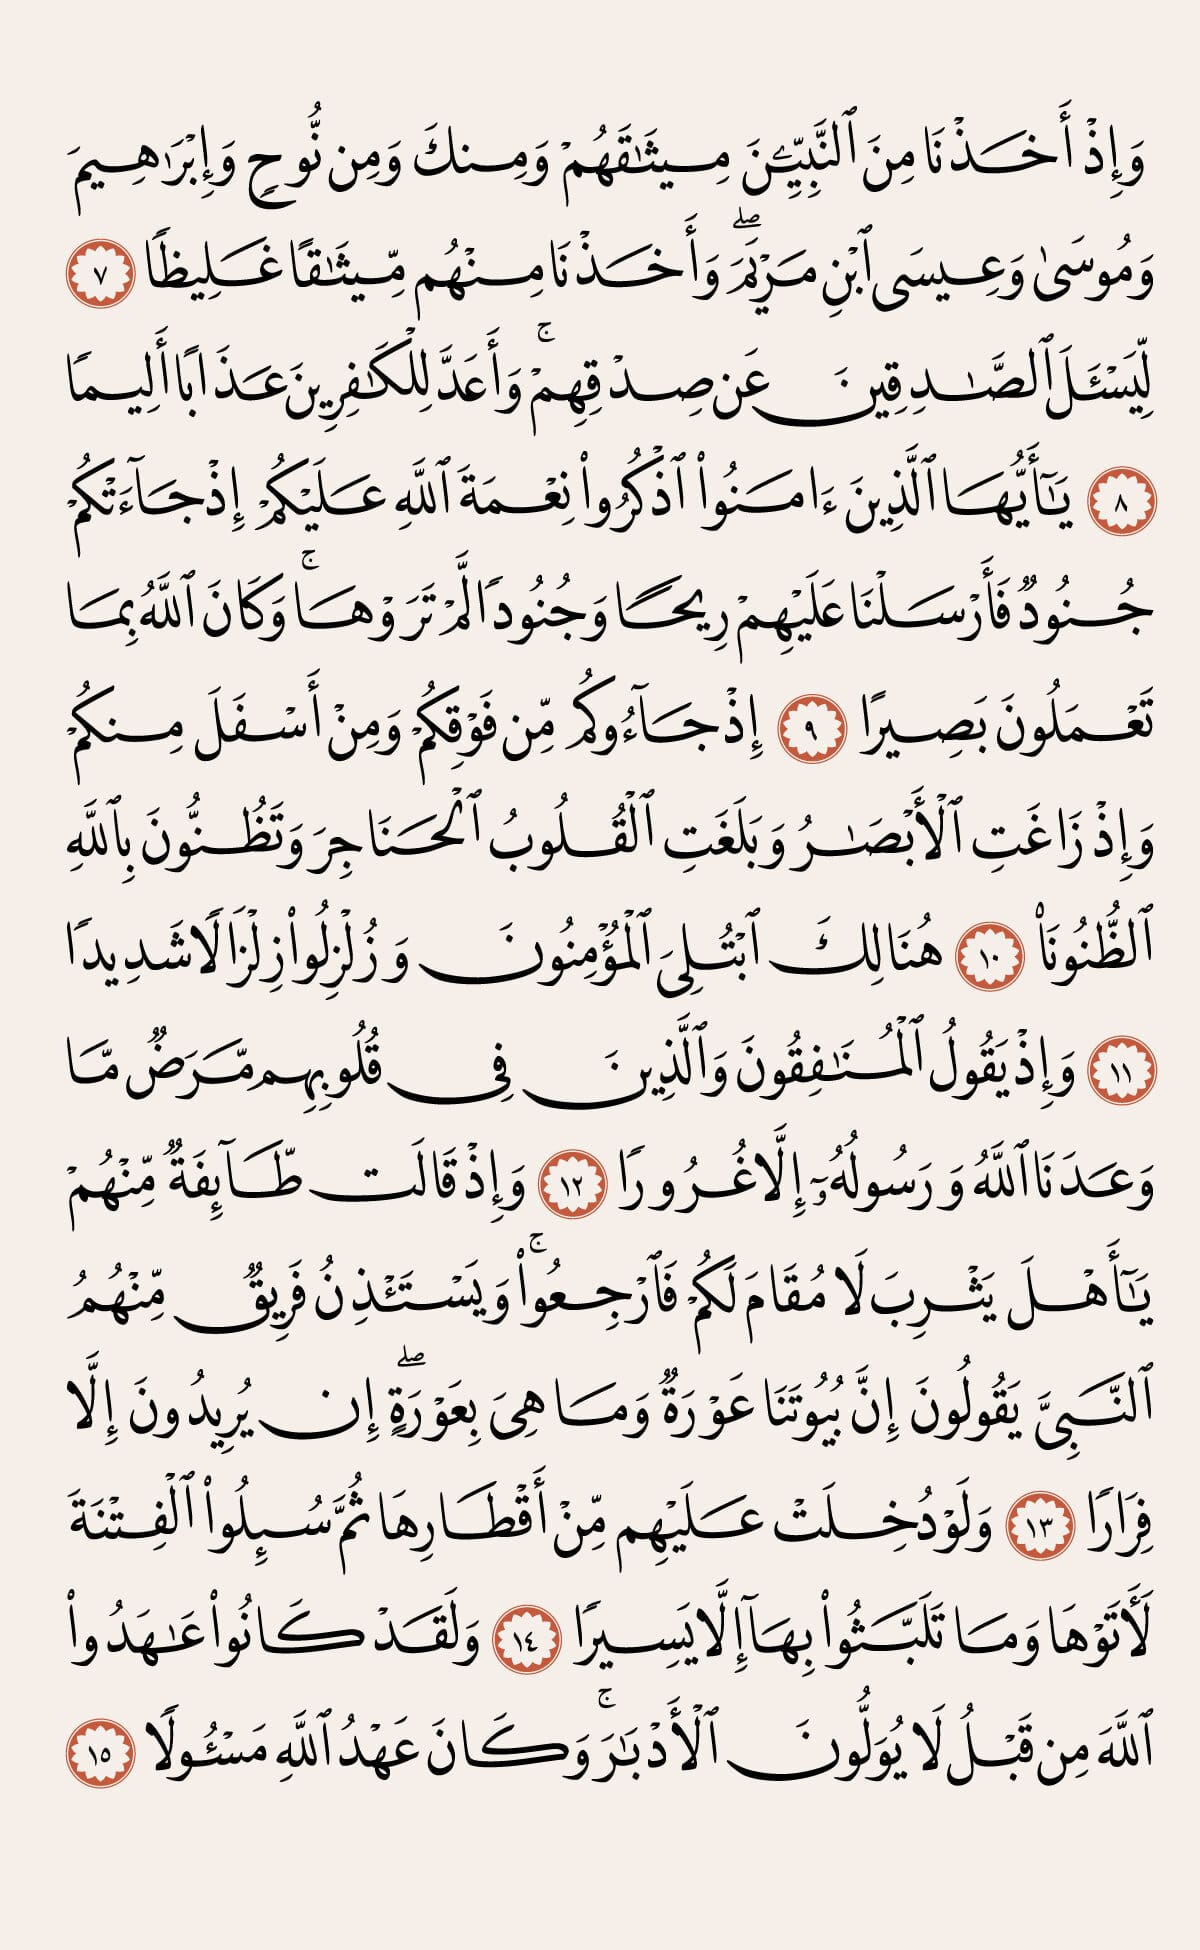 وَإِذْ أَخَذْنَا مِنَ ٱلنَّبِيِّـۧنَ مِيثَـٰقَهُمْ وَمِنكَ وَمِن نُّوحٍ وَإِبْرَٰهِيمَ
وَمُوسَىٰ وَعِيسَى ٱبْنِ مَرْيَمَ ۖ وَأَخَذْنَا مِنْهُم مِّيثَـٰقًا غَلِيظًا ٧
لِّيَسْـَٔلَ ٱلصَّـٰدِقِينَ عَن صِدْقِهِمْ ۚ وَأَعَدَّ لِلْكَـٰفِرِينَ عَذَابًا أَلِيمًا
٨ يَـٰٓأَيُّهَا ٱلَّذِينَ ءَامَنُوا۟ ٱذْكُرُوا۟ نِعْمَةَ ٱللَّهِ عَلَيْكُمْ إِذْ جَآءَتْكُمْ
جُنُودٌ فَأَرْسَلْنَا عَلَيْهِمْ رِيحًا وَجُنُودًا لَّمْ تَرَوْهَا ۚ وَكَانَ ٱللَّهُ بِمَا
تَعْمَلُونَ بَصِيرًا ٩ إِذْ جَآءُوكُم مِّن فَوْقِكُمْ وَمِنْ أَسْفَلَ مِنكُمْ
وَإِذْ زَاغَتِ ٱلْأَبْصَـٰرُ وَبَلَغَتِ ٱلْقُلُوبُ ٱلْحَنَاجِرَ وَتَظُنُّونَ بِٱللَّهِ
ٱلظُّنُونَا۠ ١٠ هُنَالِكَ ٱبْتُلِىَ ٱلْمُؤْمِنُونَ وَزُلْزِلُوا۟ زِلْزَالًا شَدِيدًا
١١ وَإِذْ يَقُولُ ٱلْمُنَـٰفِقُونَ وَٱلَّذِينَ فِى قُلُوبِهِم مَّرَضٌ مَّا
وَعَدَنَا ٱللَّهُ وَرَسُولُهُۥٓ إِلَّا غُرُورًا ١٢ وَإِذْ قَالَت طَّآئِفَةٌ مِّنْهُمْ
يَـٰٓأَهْلَ يَثْرِبَ لَا مُقَامَ لَكُمْ فَٱرْجِعُوا۟ ۚ وَيَسْتَـْٔذِنُ فَرِيقٌ مِّنْهُمُ
ٱلنَّبِىَّ يَقُولُونَ إِنَّ بُيُوتَنَا عَوْرَةٌ وَمَا هِىَ بِعَوْرَةٍ ۖ إِن يُرِيدُونَ إِلَّا
فِرَارًا ١٣ وَلَوْ دُخِلَتْ عَلَيْهِم مِّنْ أَقْطَارِهَا ثُمَّ سُئِلُوا۟ ٱلْفِتْنَةَ
لَـَٔاتَوْهَا وَمَا تَلَبَّثُوا۟ بِهَآ إِلَّا يَسِيرًا ١٤ وَلَقَدْ كَانُوا۟ عَـٰهَدُوا۟
ٱللَّهَ مِن قَبْلُ لَا يُوَلُّونَ ٱلْأَدْبَـٰرَ ۚ وَكَانَ عَهْدُ ٱللَّهِ مَسْـُٔولًا ١٥